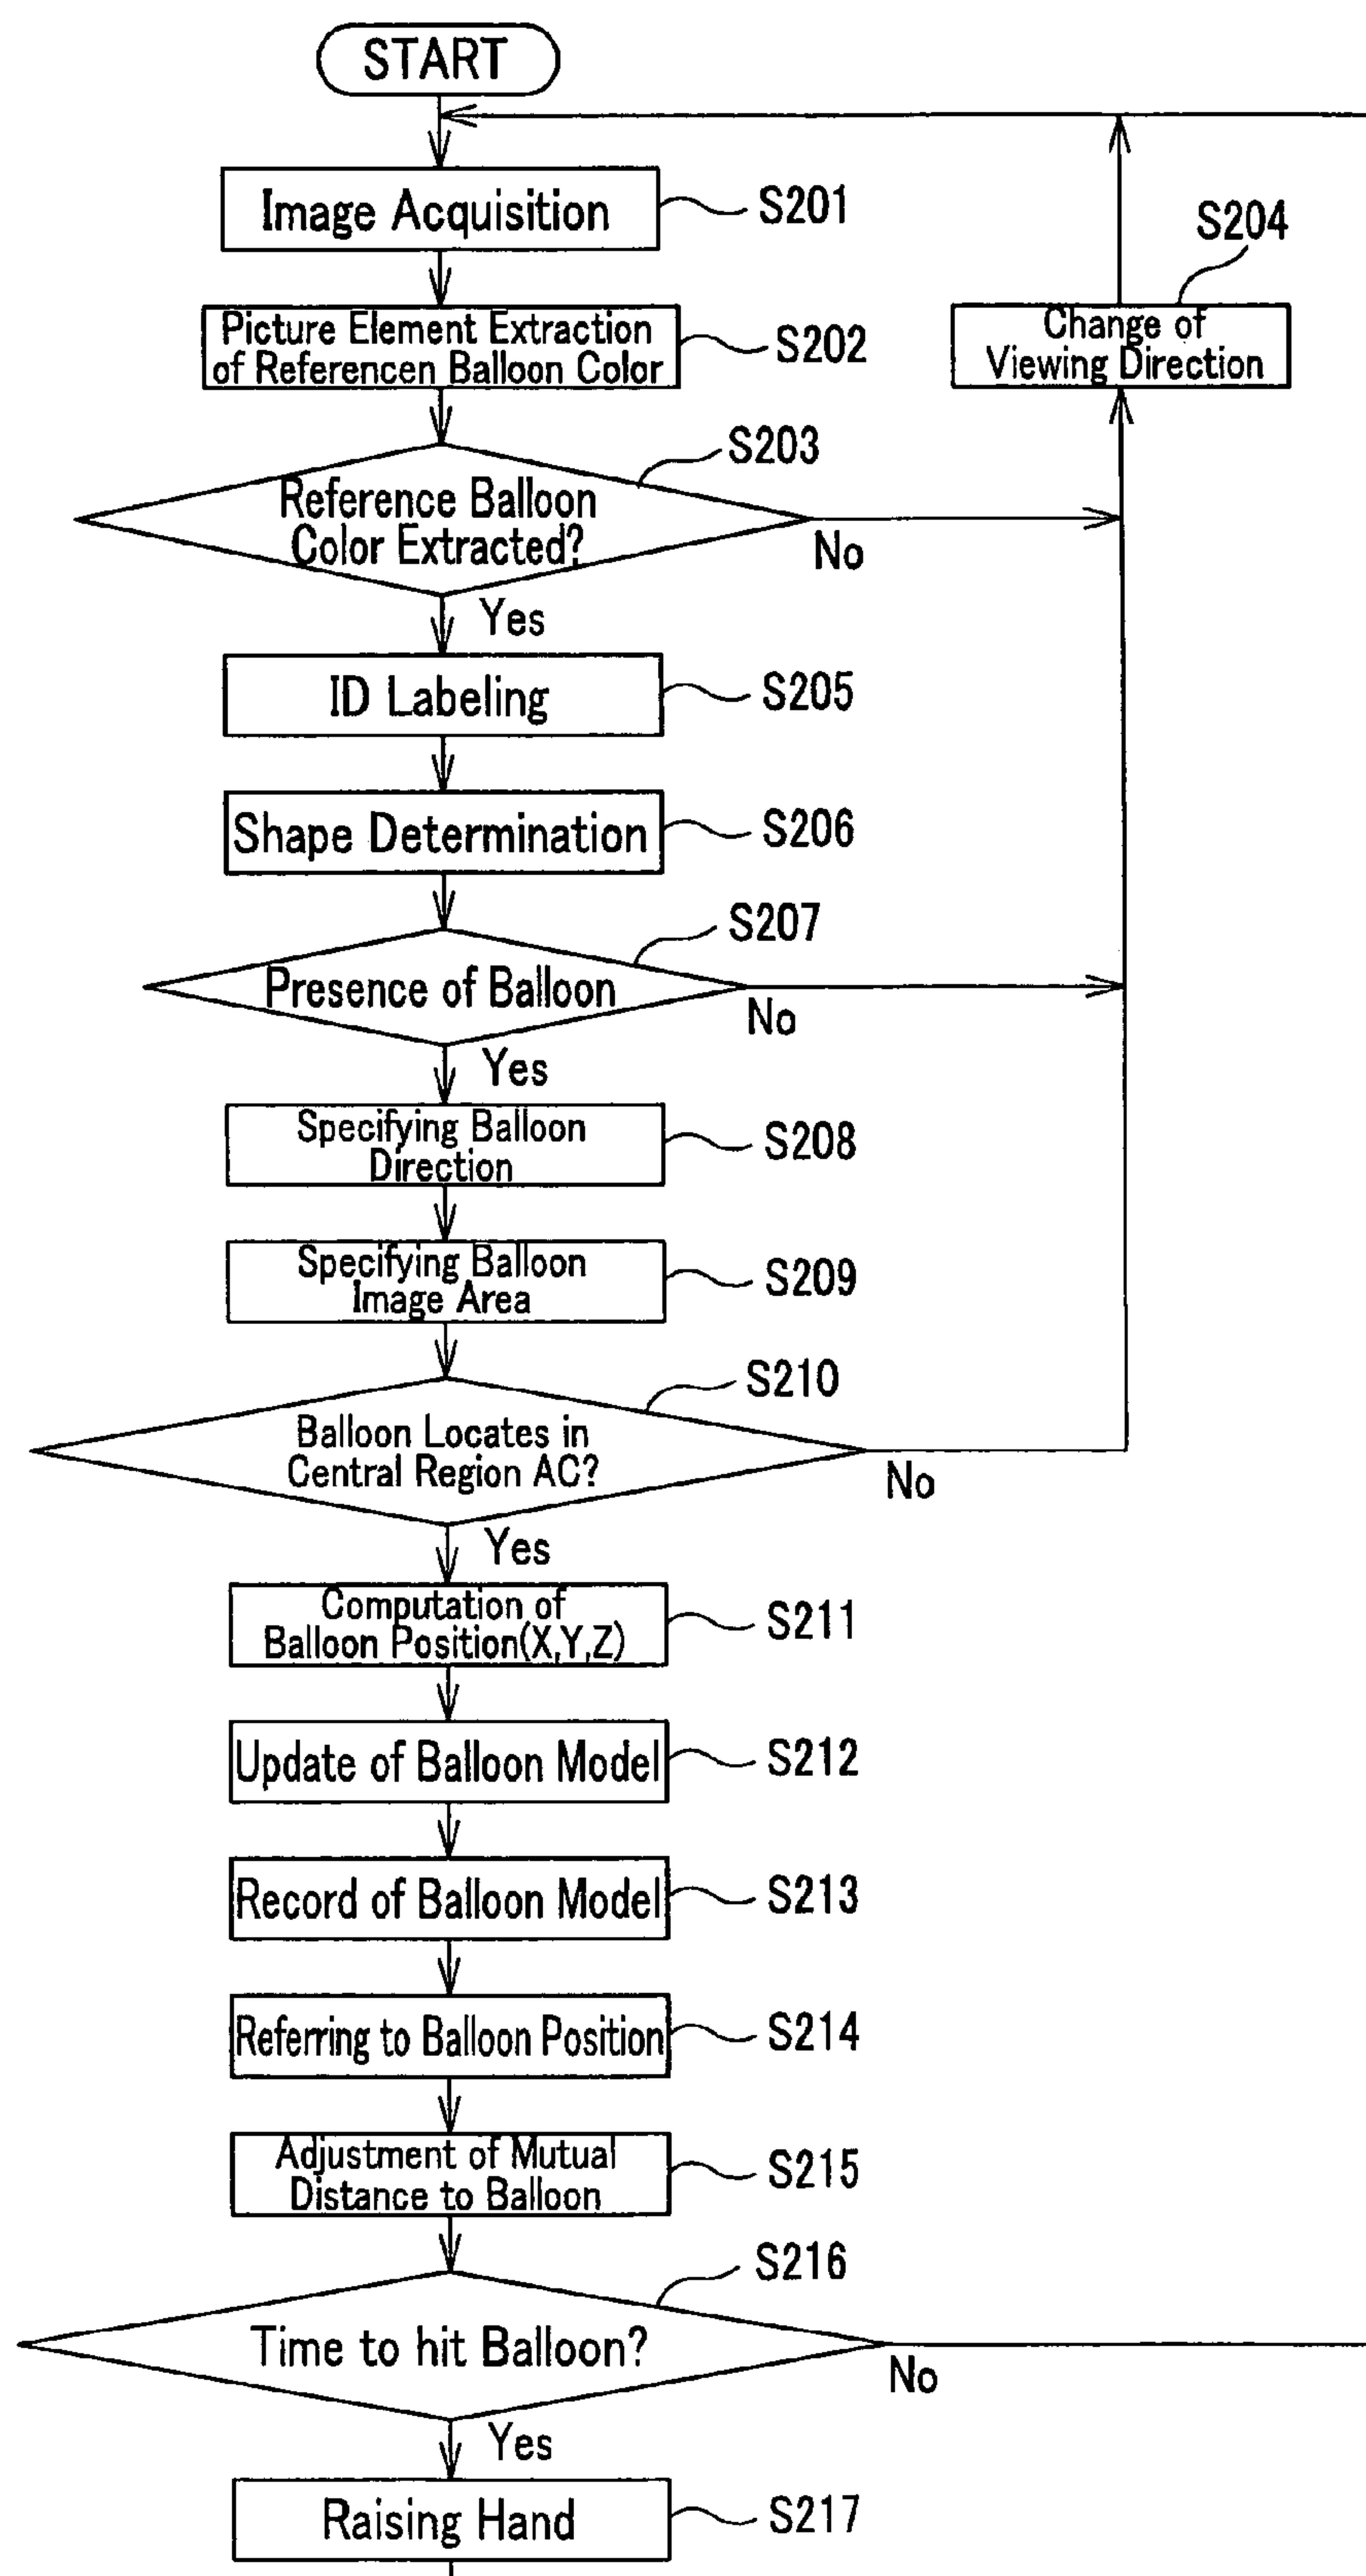 START
Image Acquisition
S201
Picture Element Extraction
of Referencen Balloon Color
S202
S204
Change of
Viewing Direction
S203
Reference Balloon
Color Extracted?
No
Yes
ID Labeling
S205
Shape Determination
S206
S207
Presence of Balloon
No
Yes
Specifying Balloon
Direction
S208
Specifying Balloon
Image Area
S209
S210
Balloon Locates in
Central Region AC?
No
Yes
Computation of
Balloon Position(X,Y,Z)
S211
Update of Balloon Model
S212
Record of Balloon Model
S213
Referring to Balloon Position
S214
Adjustment of Mutual
Distance to Balloon
S215
S216
Time to hit Balloon?
No
Yes
Raising Hand
S217